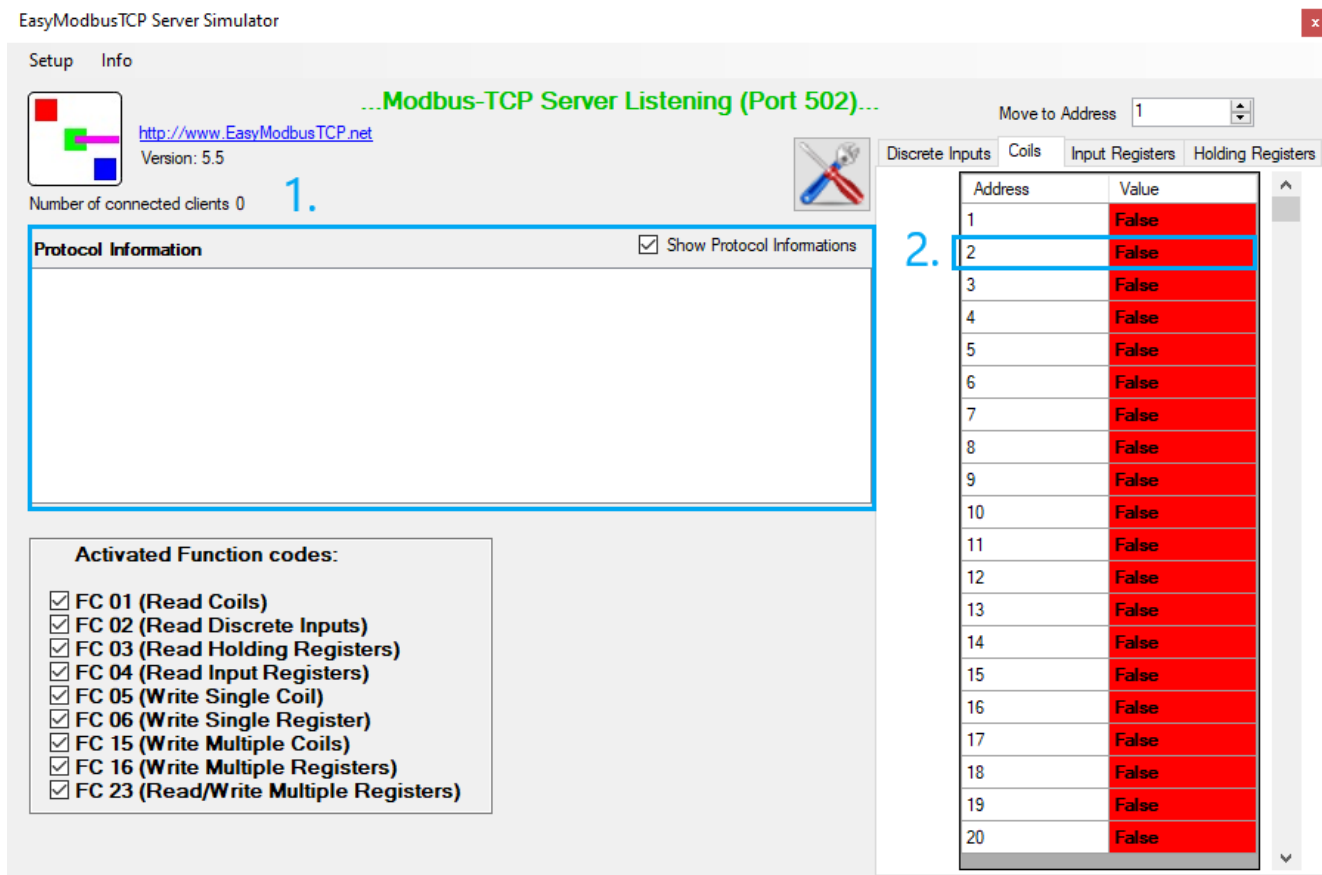 EasyModbusTCP Server Simulator
x
Setup Info
...Modbus-TCP Server Listening (Port 502)...
http://www.EasyModbusTCP.net
Version: 5.5
Number of connected clients 0
1.
Protocol Information
Show Protocol Informations
Activated Function codes:
FC 01 (Read Coils)
FC 02 (Read Discrete Inputs)
FC 03 (Read Holding Registers)
FC 04 (Read Input Registers)
FC 05 (Write Single Coil)
FC 06 (Write Single Register)
FC 15 (Write Multiple Coils)
FC 16 (Write Multiple Registers)
FC 23 (Read/Write Multiple Registers)
Move to Address 1
Discrete Inputs Coils Input Registers Holding Registers
Address Value
1 False
2. 2 False
3 False
4 False
5 False
6 False
7 False
8 False
9 False
10 False
11 False
12 False
13 False
14 False
15 False
16 False
17 False
18 False
19 False
20 False